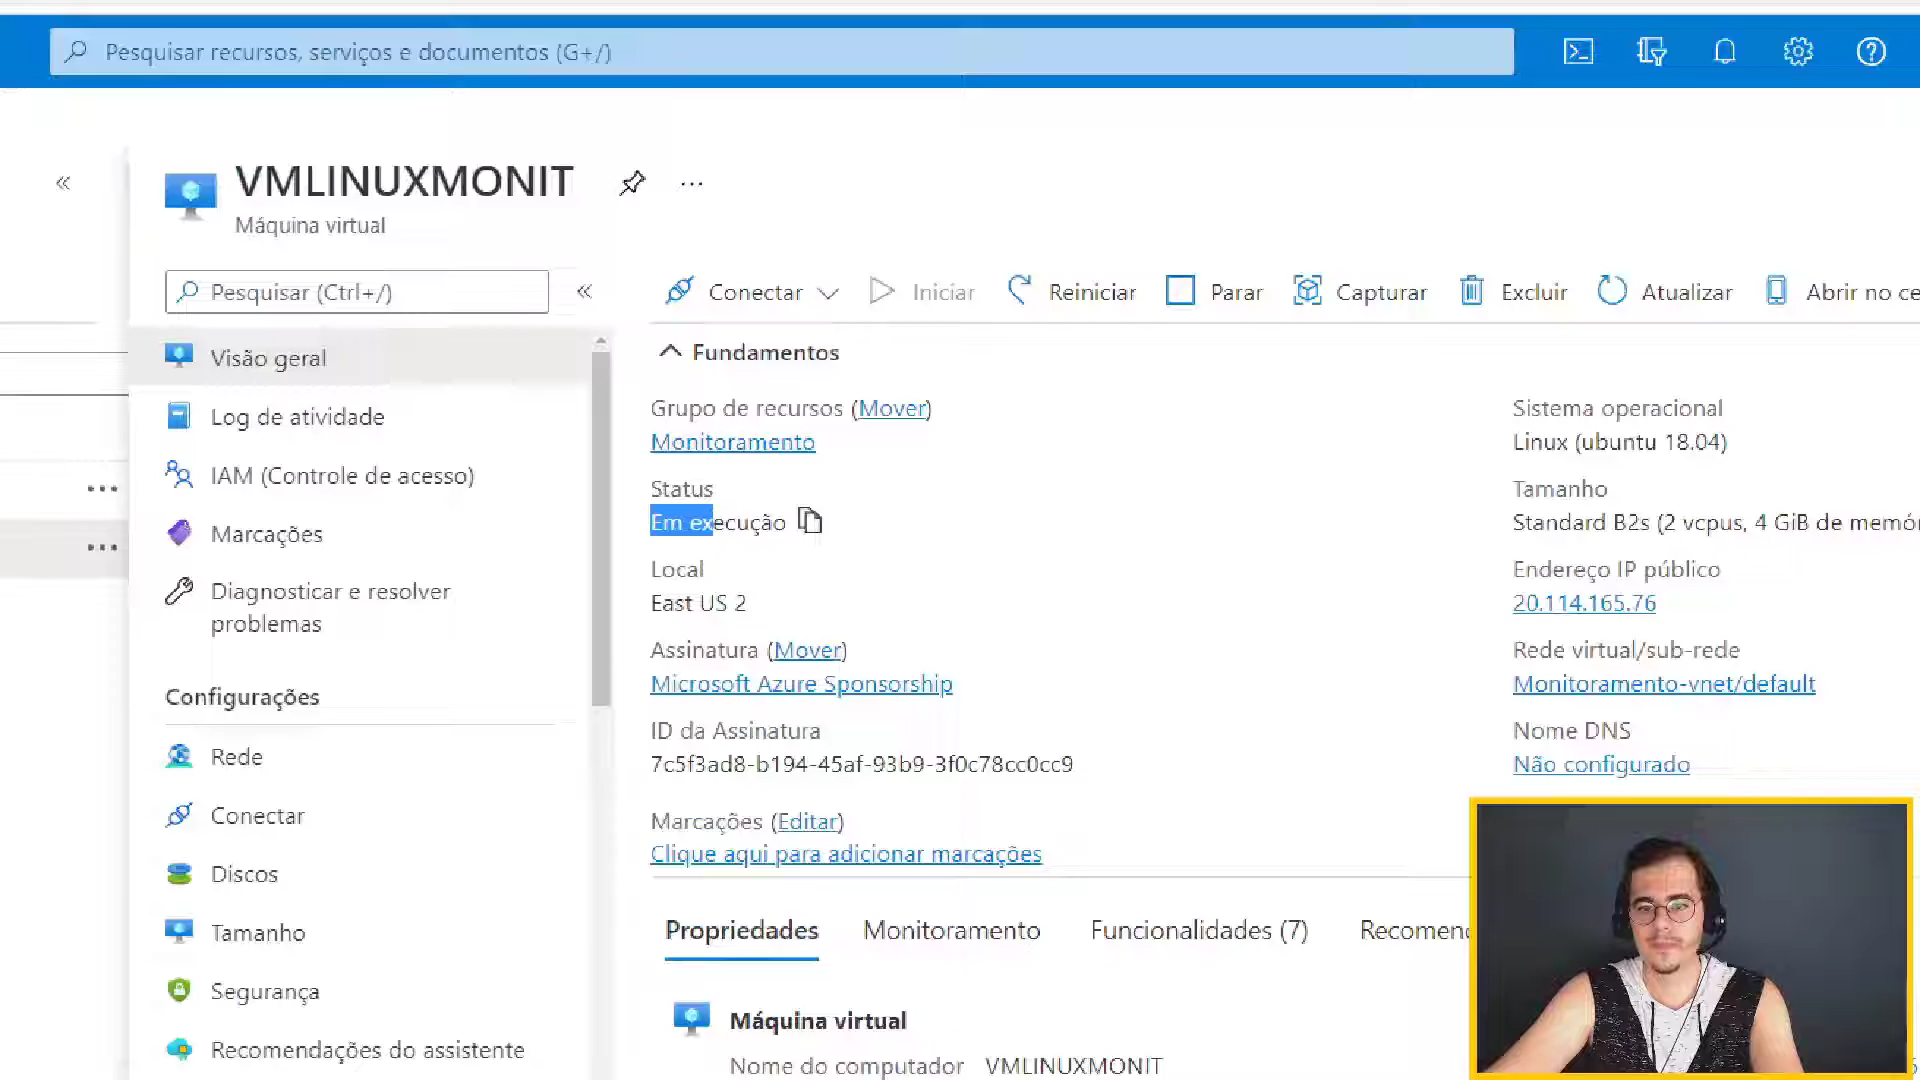 Pesquisar recursos, serviços e documentos (G+/)
VMLINUXMONIT
Máquina virtual
Pesquisar (Ctrl+/)
Conectar
Iniciar
Reiniciar
Parar
Capturar
Excluir
Atualizar
Abrir no ce
Visão geral
Log de atividade
IAM (Controle de acesso)
Marcações
Diagnosticar e resolver
problemas
Configurações
Rede
Conectar
Discos
Tamanho
Segurança
Recomendações do assistente
Fundamentos
Grupo de recursos (Mover)
Monitoramento
Status
Em execução
Local
East US 2
Assinatura (Mover)
Microsoft Azure Sponsorship
ID da Assinatura
7c5f3ad8-b194-45af-93b9-3f0c78cc0cc9
Marcações (Editar)
Clique aqui para adicionar marcações
Sistema operacional
Linux (ubuntu 18.04)
Tamanho
Standard B2s (2 vcpus, 4 GiB de memór
Endereço IP público
20.114.165.76
Rede virtual/sub-rede
Monitoramento-vnet/default
Nome DNS
Não configurado
Propriedades
Monitoramento
Funcionalidades (7)
Recomen
Máquina virtual
Nome do computador VMLINUXMONIT